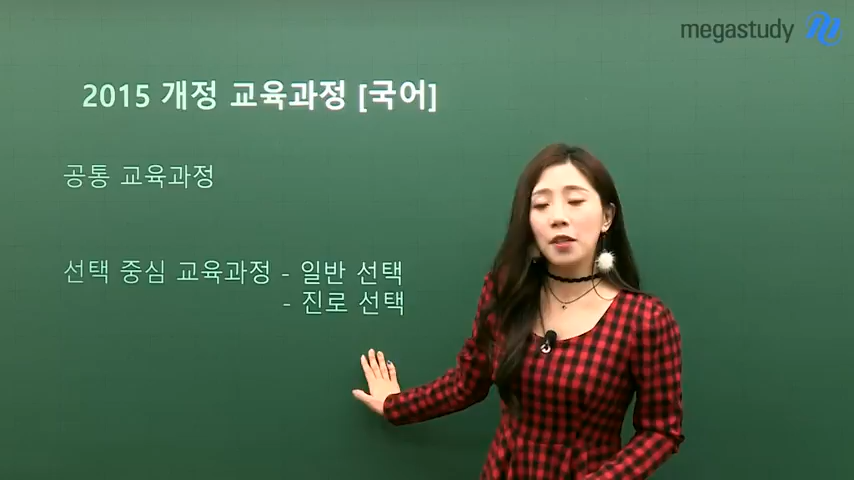 megastudy
2015 개정 교육과정 [국어]
공통 교육과정
선택 중심 교육과정 - 일반 선택
- 진로 선택